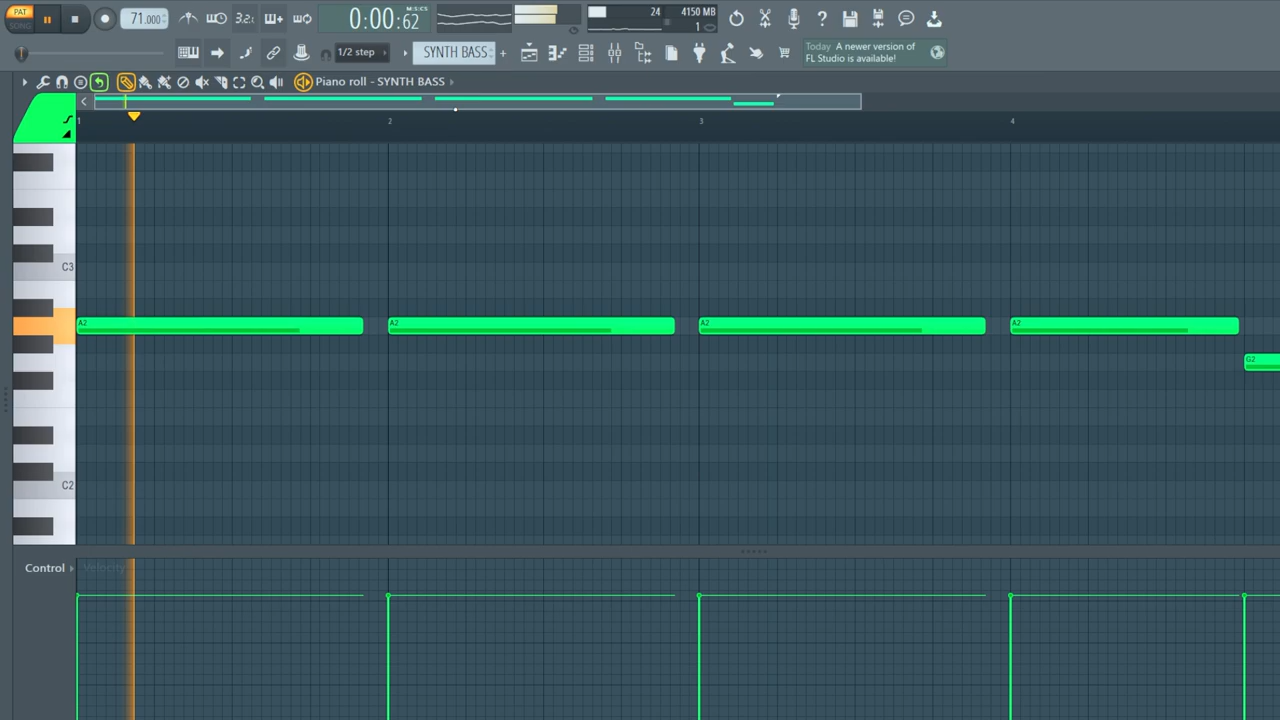 PAT
SONG
71.000
3.2.
0:00:62
M:S:CS
24
4150 MB
1
1/2 step
SYNTH BASS
Today A newer version of
FL Studio is available!
Piano roll - SYNTH BASS
1 2 3 4
C3
A2 A2 A2 A2
G2
C2
Control Velocity